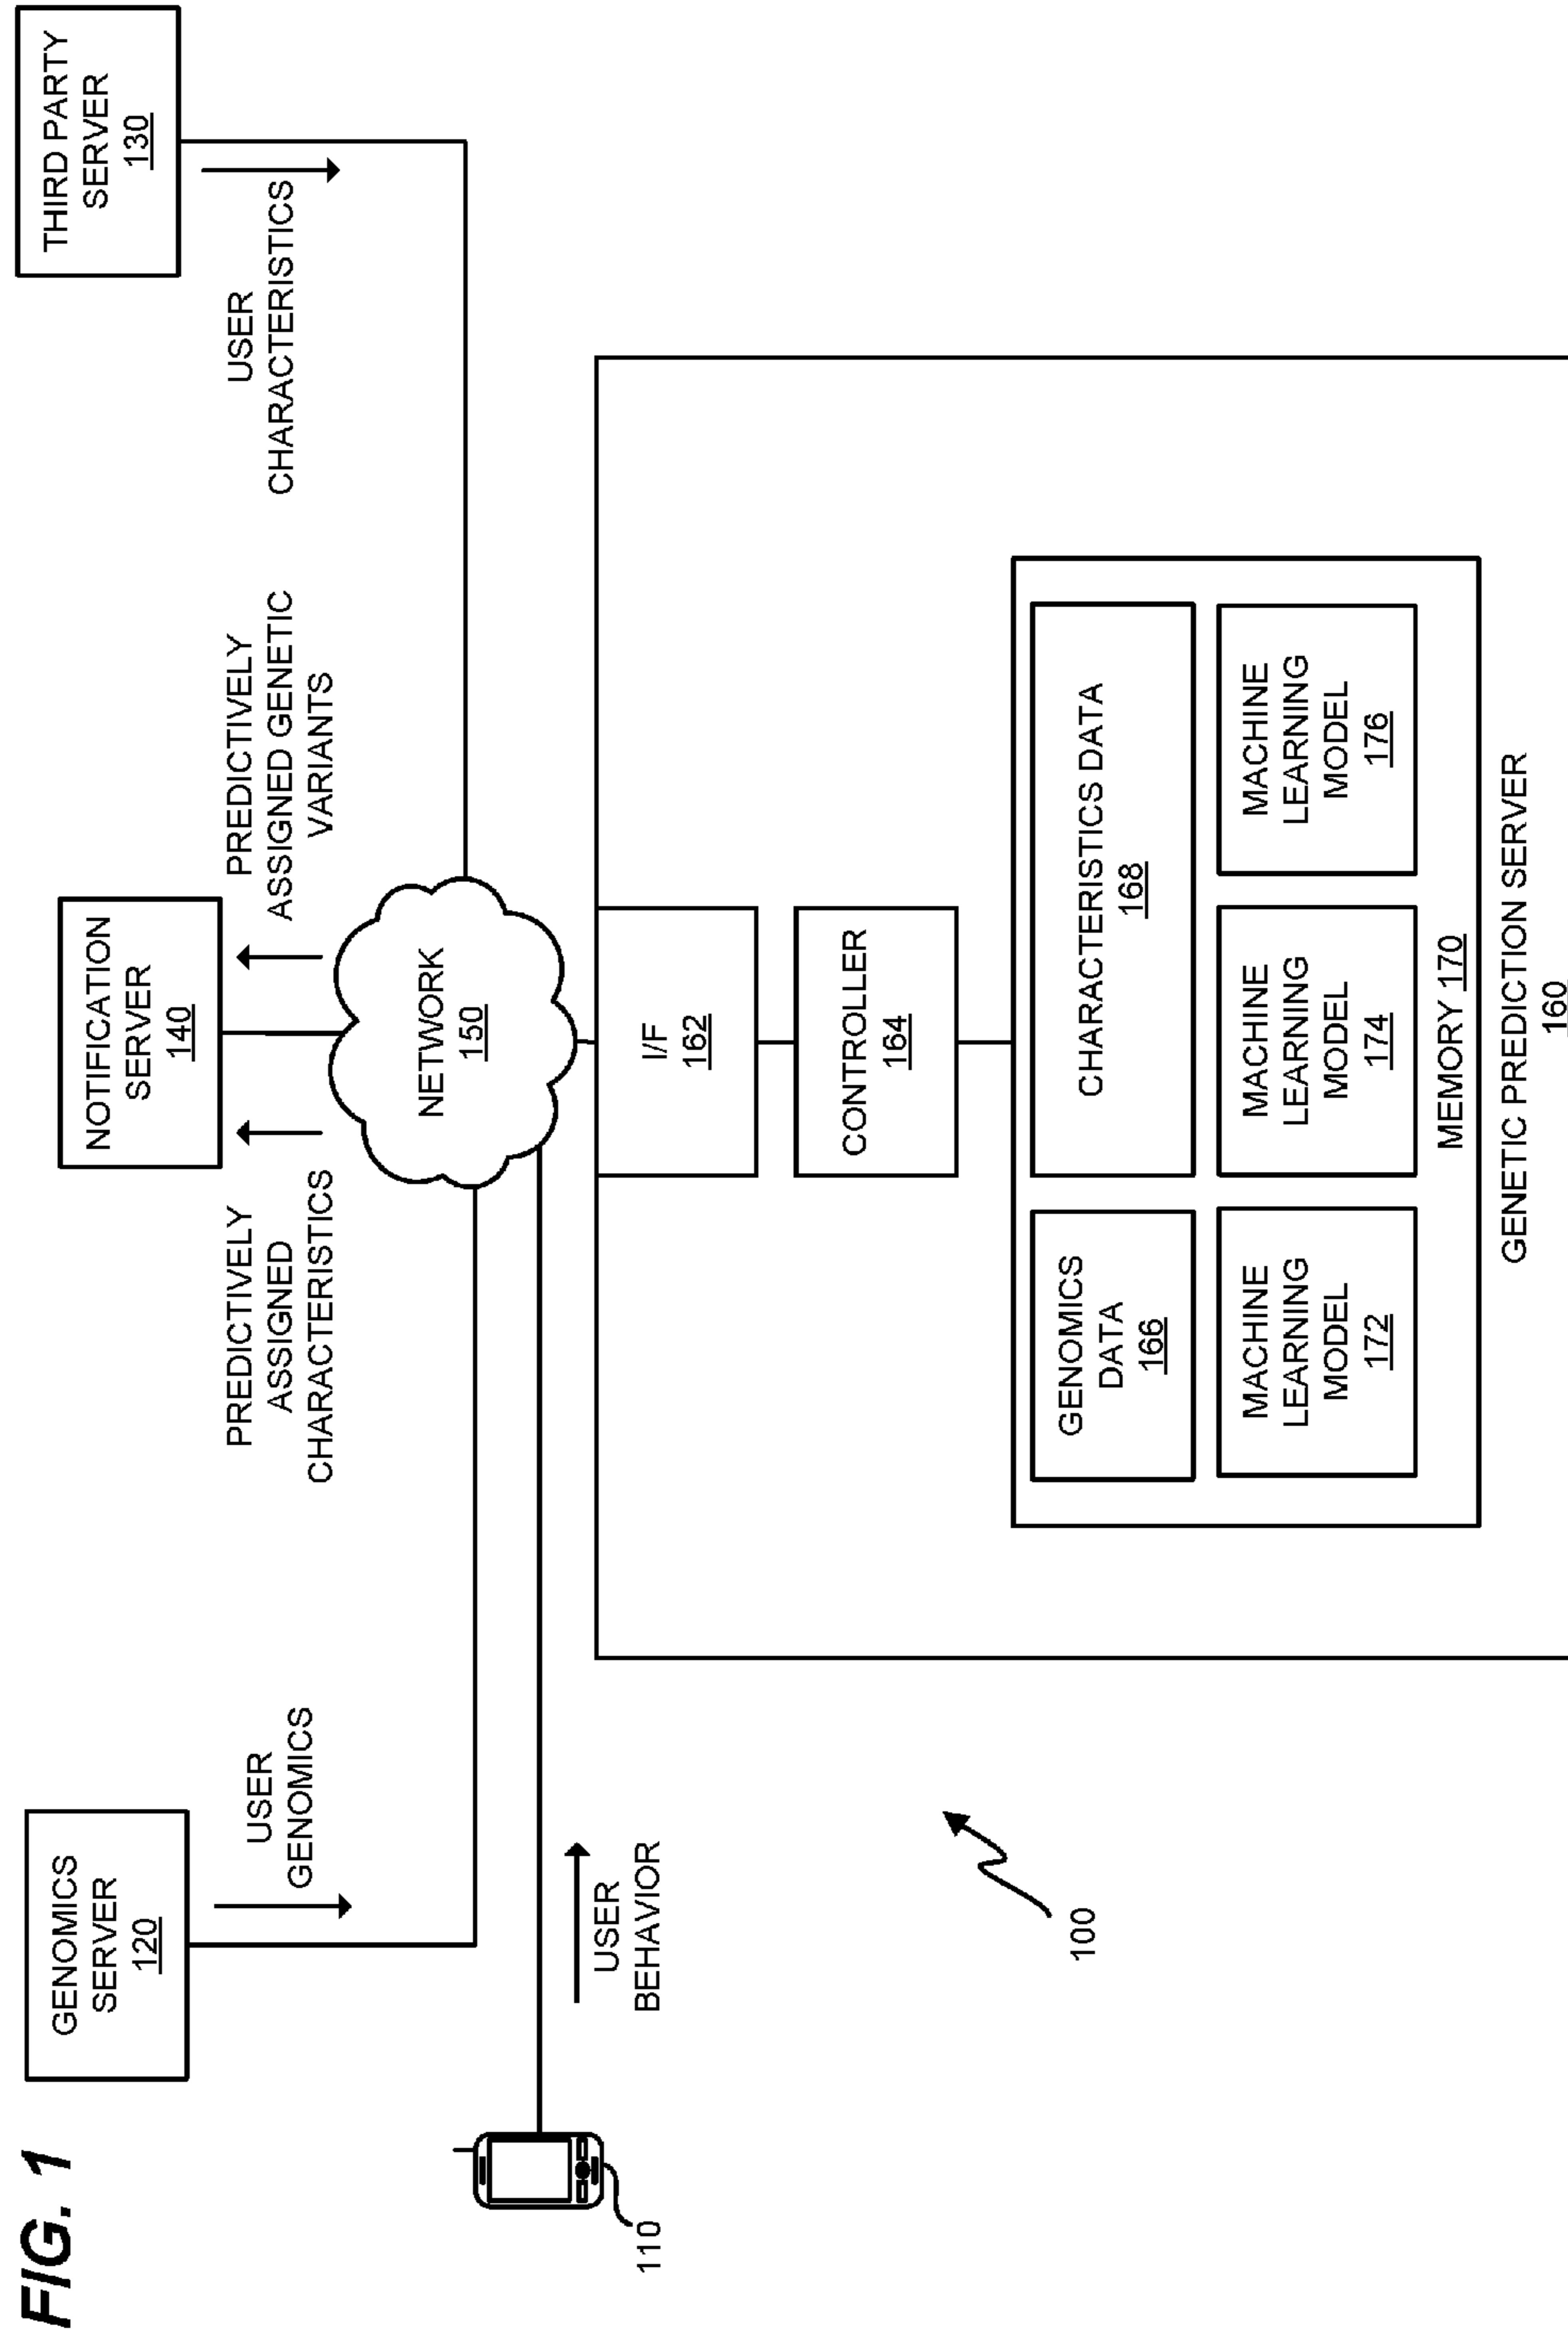 FIG. 1
GENOMICS
SERVER
120
USER
GENOMICS
NOTIFICATION
SERVER
140
PREDICTIVELY
ASSIGNED
CHARACTERISTICS
PREDICTIVELY
ASSIGNED GENETIC
VARIANTS
THIRD PARTY
SERVER
130
USER
CHARACTERISTICS
NETWORK
150
110
USER
BEHAVIOR
100
I/F
162
CONTROLLER
164
GENOMICS
DATA
166
CHARACTERISTICS DATA
168
MACHINE
LEARNING
MODEL
172
MACHINE
LEARNING
MODEL
174
MACHINE
LEARNING
MODEL
176
MEMORY 170
GENETIC PREDICTION SERVER
160